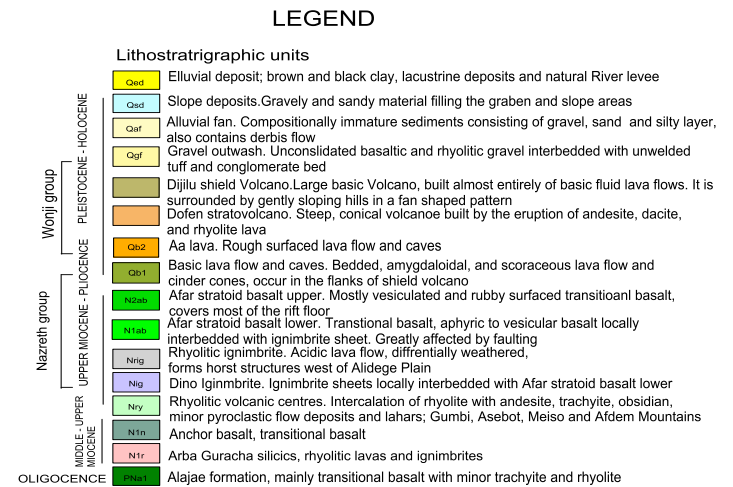 LEGEND
Lithostratrigraphic units
Qed Elluvial deposit; brown and black clay, lacustrine deposits and natural River levee
Qsd Slope deposits.Gravely and sandy material filling the graben and slope areas
Qaf Alluvial fan. Compositionally immature sediments consisting of gravel, sand and silty layer,
also contains derbis flow
Qgf Gravel outwash. Unconslidated basaltic and rhyolitic gravel interbedded with unwelded
tuff and conglomerate bed
Dijilu shield Volcano.Large basic Volcano, built almost entirely of basic fluid lava flows. It is
surrounded by gently sloping hills in a fan shaped pattern
Dofen stratovolcano. Steep, conical volcanoe built by the eruption of andesite, dacite,
and rhyolite lava
Qb2 Aa lava. Rough surfaced lava flow and caves
Qb1 Basic lava flow and caves. Bedded, amygdaloidal, and scoraceous lava flow and
cinder cones, occur in the flanks of shield volcano
N2ab Afar stratoid basalt upper. Mostly vesiculated and rubby surfaced transitioanl basalt,
covers most of the rift floor
N1ab Afar stratoid basalt lower. Transtional basalt, aphyric to vesicular basalt locally
interbedded with ignimbrite sheet. Greatly affected by faulting
Nrig Rhyolitic ignimbrite. Acidic lava flow, diffrentially weathered,
forms horst structures west of Alidege Plain
Nig Dino Iginmbrite. Ignimbrite sheets locally interbedded with Afar stratoid basalt lower
Nry Rhyolitic volcanic centres. Intercalation of rhyolite with andesite, trachyite, obsidian,
minor pyroclastic flow deposits and lahars; Gumbi, Asebot, Meiso and Afdem Mountains
N1n Anchor basalt, transitional basalt
N1r Arba Guracha silicics, rhyolitic lavas and ignimbrites
OLIGOCENCE PNa1 Alajae formation, mainly transitional basalt with minor trachyite and rhyolite
Wonji group
Nazreth group
PLEISTOCENE - HOLOCENE
UPPER MIOCENE - PLIOCENCE
MIDDLE - UPPER
MIOCENE